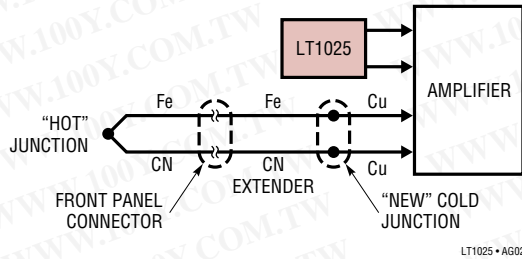 LT1025
AMPLIFIER
Fe
Fe
Cu
"HOT"
JUNCTION
CN
CN
Cu
EXTENDER
FRONT PANEL
CONNECTOR
"NEW" COLD
JUNCTION
LT1025 • AG02
WWW.100Y.COM.TW